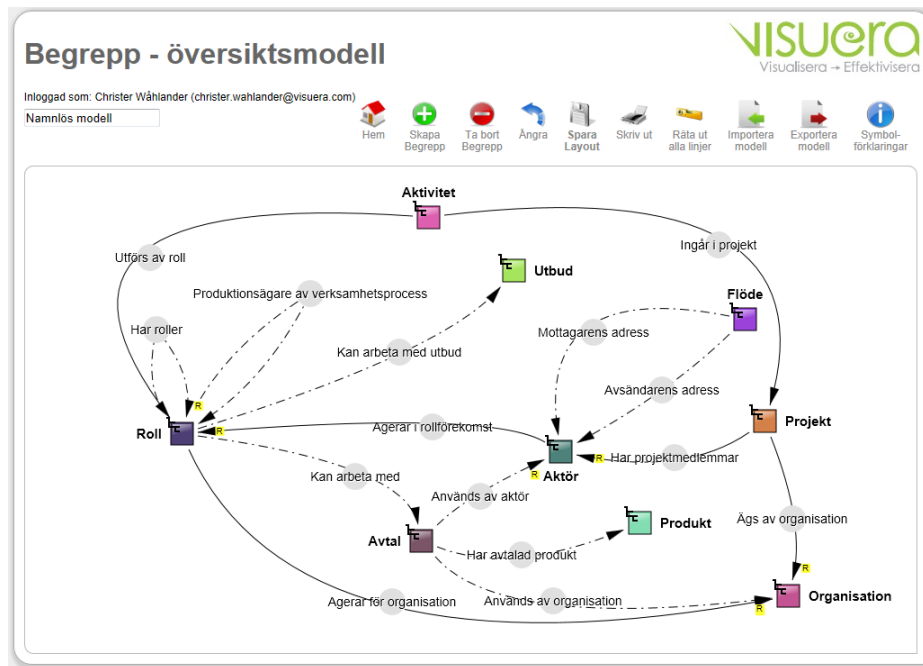 VISUERA
Visualisera → Effektivisera
Begrepp - översiktsmodell
Inloggad som: Christer Wåhlander (christer.wahlander@visuera.com)
Namnlös modell
Hem
Skapa
Begrepp
Ta bort
Begrepp
Ångra
Spara
Layout
Skriv ut
Räta ut
alla linjer
Importera
modell
Exportera
modell
Symbol-
förklaringar
Aktivitet
Ingår i projekt
Utförs av roll
Utbud
Produktionsägare av verksamhetsprocess
Flöde
Har roller
Mottagarens adress
Kan arbeta med utbud
Avsändarens adress
R
Roll
R
Agerar i rollförekomst
Projekt
R
Har projektmedlemmar
Kan arbeta med
R
Aktör
Används av aktör
Produkt
Ägs av organisation
Avtal
Har avtalad produkt
R
Agerar för organisation
Används av organisation
R
Organisation